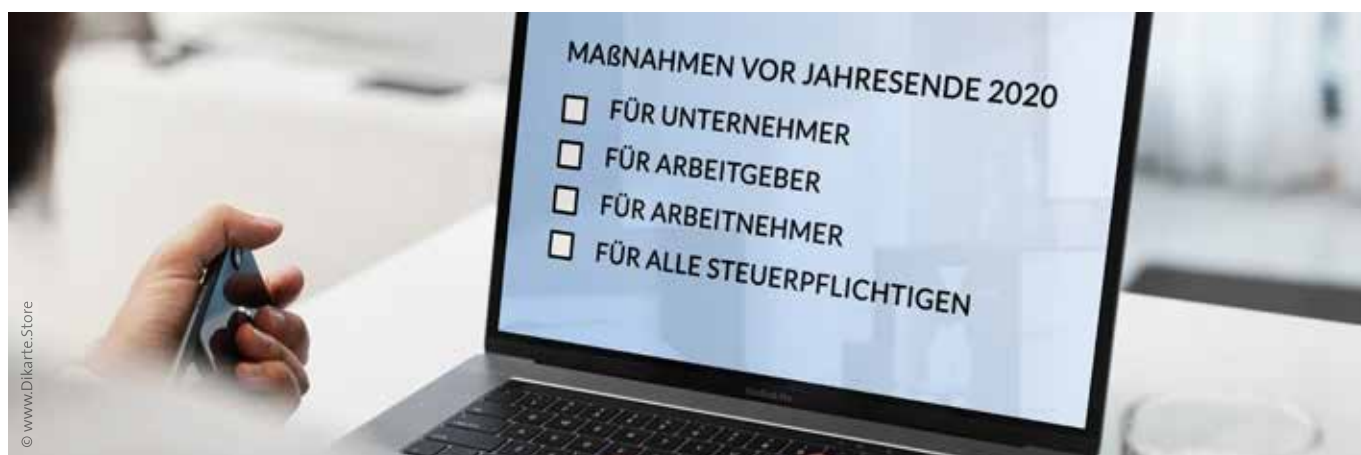 MAßNAHMEN VOR JAHRESENDE 2020
FÜR UNTERNEHMER
FÜR ARBEITGEBER
FÜR ARBEITNEHMER
FÜR ALLE STEUERPFLICHTIGEN
© www.Dikarte.Store